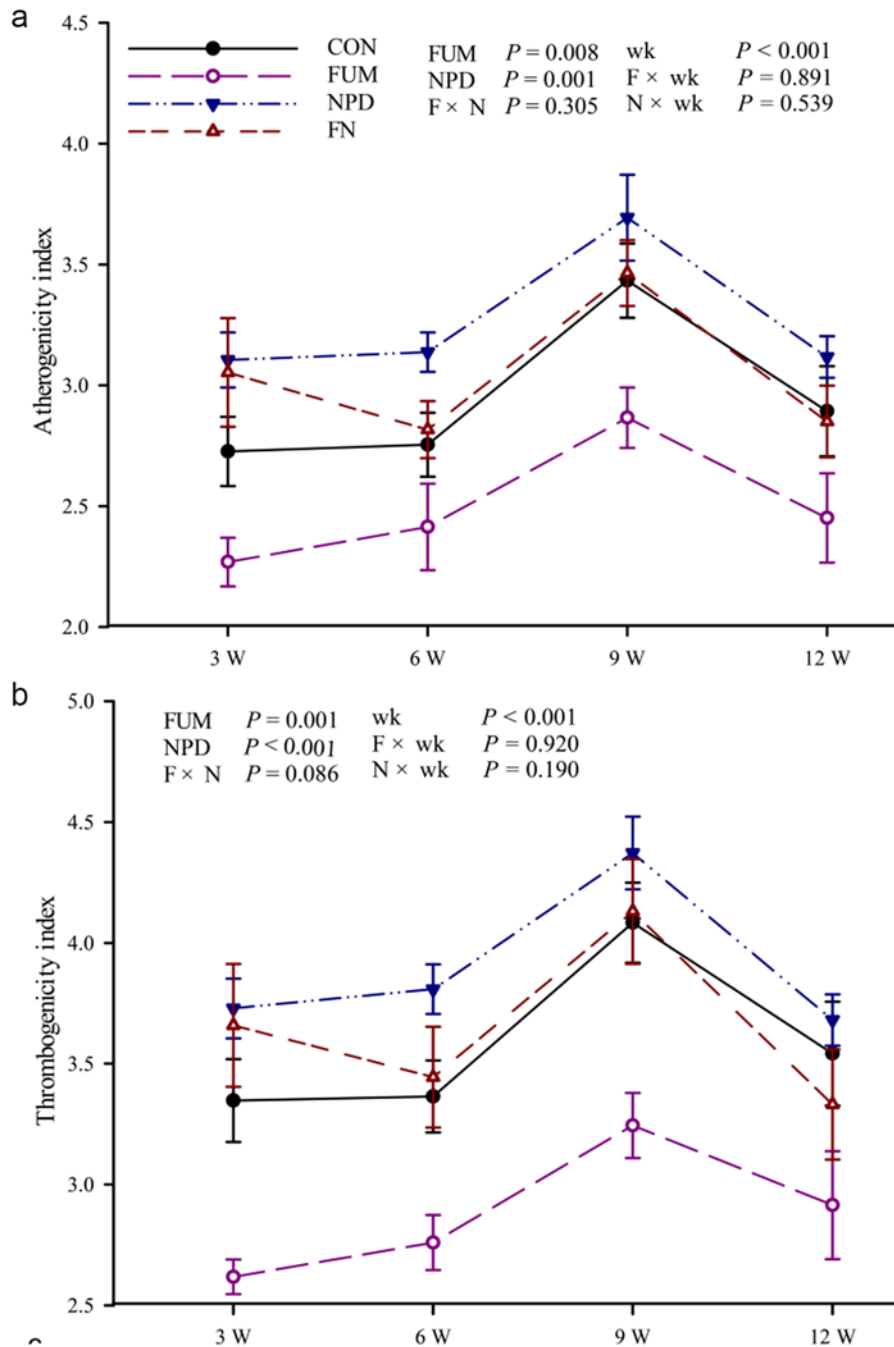 a
4.5
CON FUM P = 0.008 wk P < 0.001
FUM NPD P = 0.001 F × wk P = 0.891
NPD F × N P = 0.305 N × wk P = 0.539
FN
4.0
3.5
3.0
2.5
2.0
Atherogenicity index
3 W 6 W 9 W 12 W
b
5.0
FUM P = 0.001 wk P < 0.001
NPD P < 0.001 F × wk P = 0.920
F × N P = 0.086 N × wk P = 0.190
4.5
4.0
3.5
3.0
2.5
Thrombogenicity index
3 W 6 W 9 W 12 W